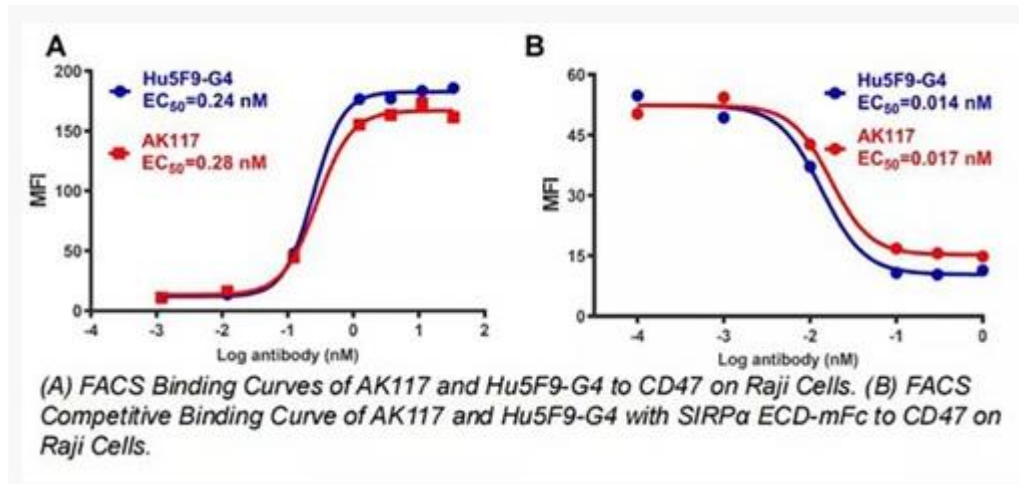 A
B
Hu5F9-G4
EC50=0.24 nM
AK117
EC50=0.28 nM
200
150
100
50
0
MFI
-4 -3 -2 -1 0 1 2
Log antibody (nM)
Hu5F9-G4
EC50=0.014 nM
AK117
EC50=0.017 nM
60
45
30
15
0
MFI
-4 -3 -2 -1 0
Log antibody (nM)
(A) FACS Binding Curves of AK117 and Hu5F9-G4 to CD47 on Raji Cells. (B) FACS
Competitive Binding Curve of AK117 and Hu5F9-G4 with SIRPα ECD-mFc to CD47 on
Raji Cells.